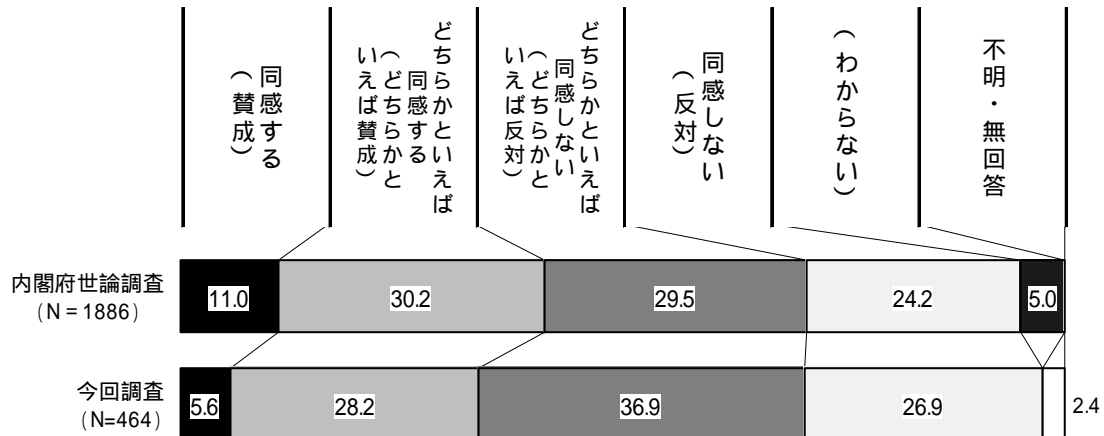 同感する
（賛成）
どちらかといえば
同感する
（どちらかと
いえば賛成）
どちらかといえば
同感しない
（どちらかと
いえば反対）
同感しない
（反対）
（わからない）
不明・無回答
内閣府世論調査
（N = 1886）
11.0
30.2
29.5
24.2
5.0
今回調査
（N=464）
5.6
28.2
36.9
26.9
2.4